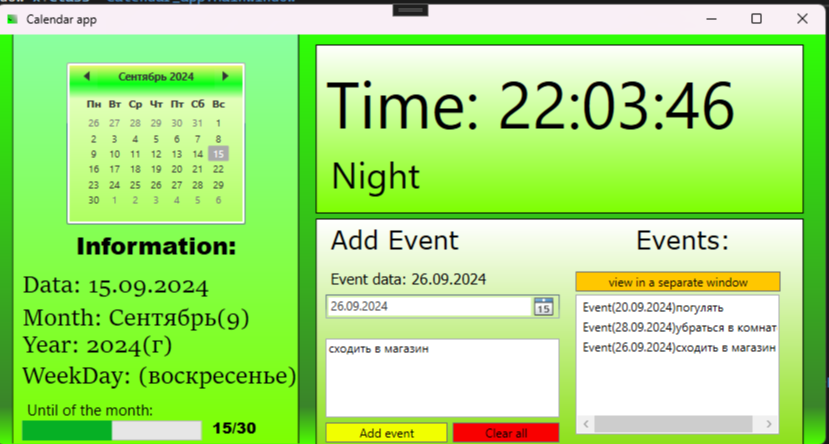 Calendar app
Сентябрь 2024
Пн Вт Ср Чт Пт Сб Вс
26 27 28 29 30 31 1
2 3 4 5 6 7 8
9 10 11 12 13 14 15
16 17 18 19 20 21 22
23 24 25 26 27 28 29
30 1 2 3 4 5 6
Information:
Data: 15.09.2024
Month: Сентябрь(9)
Year: 2024(г)
WeekDay: (воскресенье)
Until of the month:
15/30
Time: 22:03:46
Night
Add Event
Event data: 26.09.2024
26.09.2024
15
сходить в магазин
Add event
Clear all
Events:
view in a separate window
Event(20.09.2024)погулять
Event(28.09.2024)убраться в комнат
Event(26.09.2024)сходить в магазин